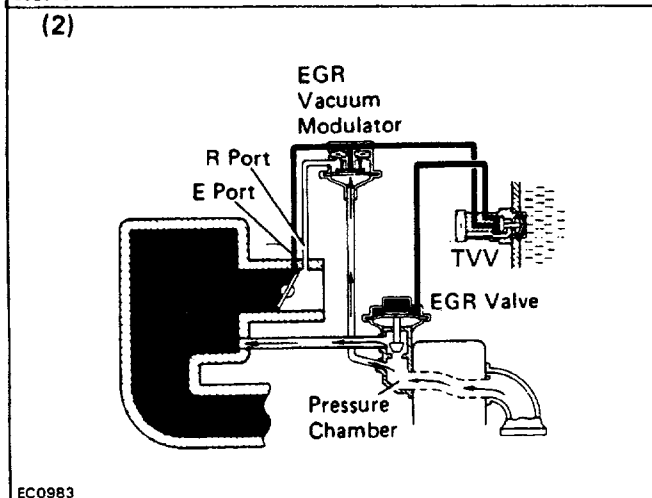 (2)
EGR
Vacuum
Modulator
R Port
E Port
TVV
EGR Valve
Pressure
Chamber
EC0983